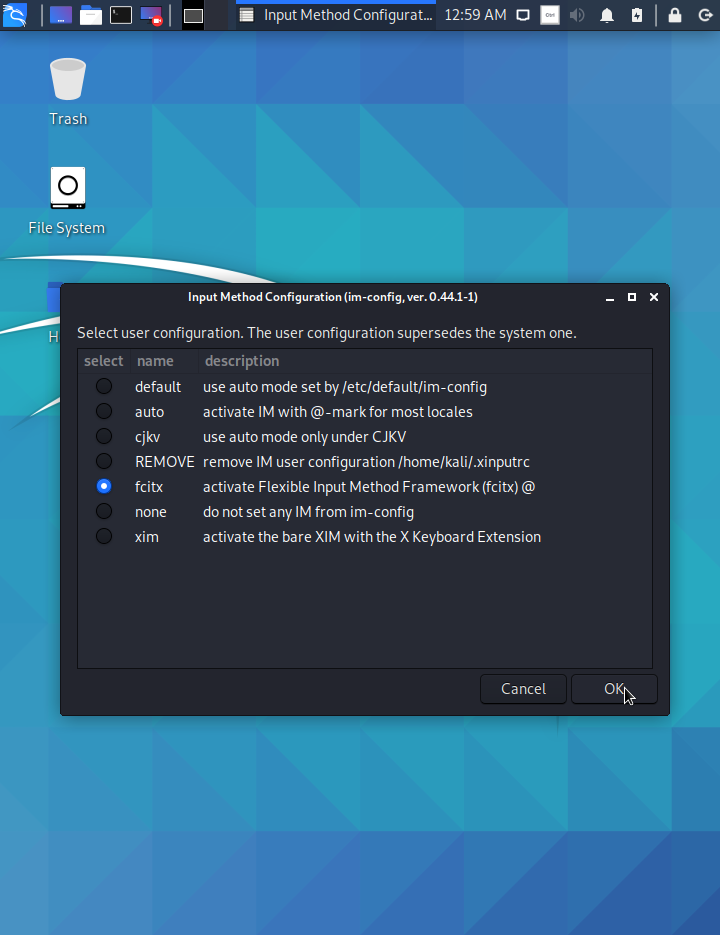 Input Method Configurat... 12:59 AM
Trash
File System
Input Method Configuration (im-config, ver. 0.44.1-1)
H
Select user configuration. The user configuration supersedes the system one.
select name description
default use auto mode set by /etc/default/im-config
auto activate IM with @-mark for most locales
cjkv use auto mode only under CJKV
REMOVE remove IM user configuration /home/kali/.xinputrc
fcitx activate Flexible Input Method Framework (fcitx) @
none do not set any IM from im-config
xim activate the bare XIM with the X Keyboard Extension
Cancel OK